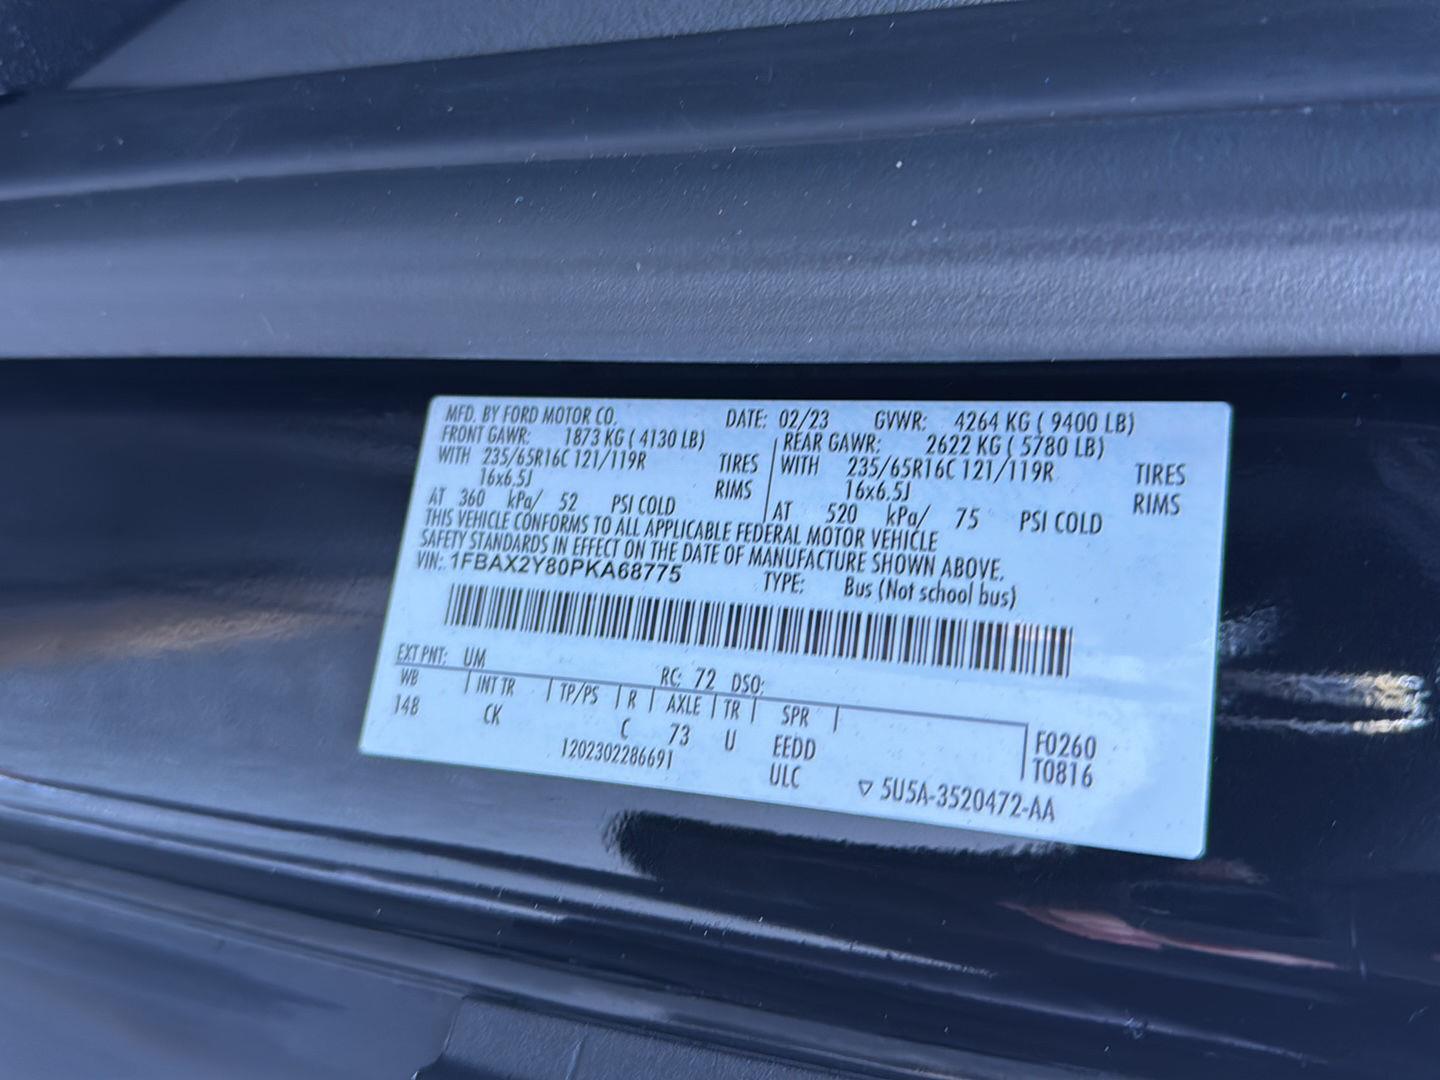 MFD. BY FORD MOTOR CO. DATE: 02/23 GVWR: 4264 KG ( 9400 LB)
FRONT GAWR: 1873 KG ( 4130 LB) REAR GAWR: 2622 KG ( 5780 LB)
WITH 235/65R16C 121/119R TIRES WITH 235/65R16C 121/119R TIRES
16x6.5J RIMS 16x6.5J RIMS
AT 360 kPa/ 52 PSI COLD AT 520 kPa/ 75 PSI COLD
THIS VEHICLE CONFORMS TO ALL APPLICABLE FEDERAL MOTOR VEHICLE
SAFETY STANDARDS IN EFFECT ON THE DATE OF MANUFACTURE SHOWN ABOVE.
VIN: 1FBAX2Y80PKA68775 TYPE: Bus (Not school bus)
EXT PNT: UM RC: 72 DSO:
WB INT TR TP/PS R AXLE TR SPR
148 CK C 73 U EEDD F0260
1202302286691 ULC T0816
▽ 5U5A-3520472-AA